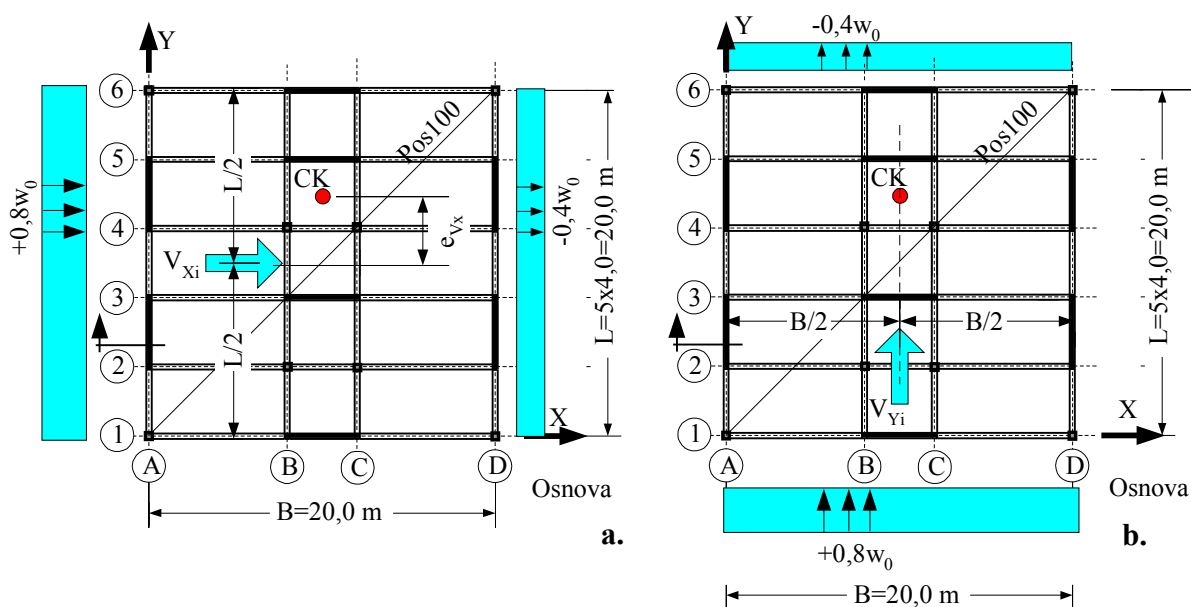 Y
6
5
4
3
2
1
A
B
C
D
X
+0,8w0
-0,4w0
L/2
L/2
Pos100
CK
eVx
VXi
L=5x4,0=20,0 m
B=20,0 m
Osnova
a.
-0,4w0
Y
6
5
4
3
2
1
A
B
C
D
X
Pos100
CK
B/2
B/2
VYi
L=5x4,0=20,0 m
Osnova
+0,8w0
b.
B=20,0 m